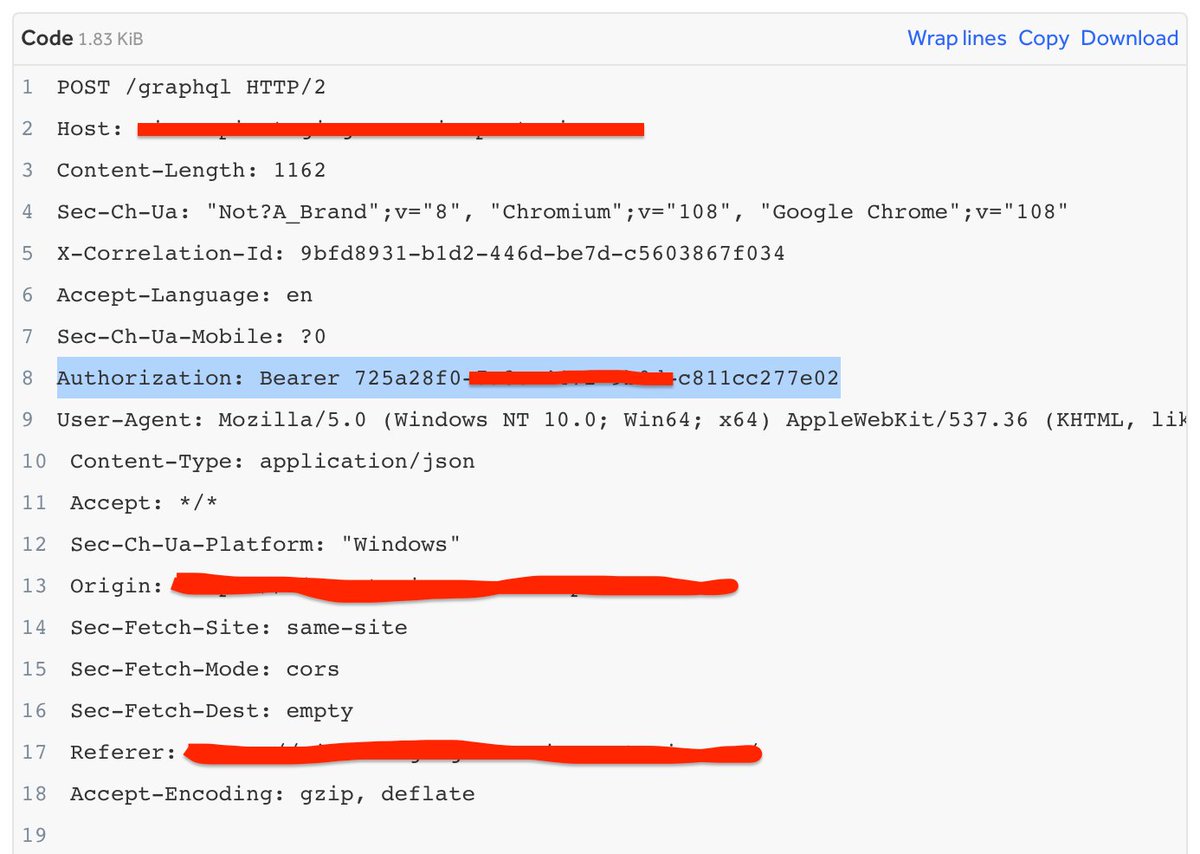 Code 1.83 KiB Wrap lines Copy Download
1 POST /graphql HTTP/2
2 Host:
3 Content-Length: 1162
4 Sec-Ch-Ua: "Not?A_Brand";v="8", "Chromium";v="108", "Google Chrome";v="108"
5 X-Correlation-Id: 9bfd8931-b1d2-446d-be7d-c5603867f034
6 Accept-Language: en
7 Sec-Ch-Ua-Mobile: ?0
8 Authorization: Bearer 725a28f0- -c811cc277e02
9 User-Agent: Mozilla/5.0 (Windows NT 10.0; Win64; x64) AppleWebKit/537.36 (KHTML, lik
10 Content-Type: application/json
11 Accept: */*
12 Sec-Ch-Ua-Platform: "Windows"
13 Origin:
14 Sec-Fetch-Site: same-site
15 Sec-Fetch-Mode: cors
16 Sec-Fetch-Dest: empty
17 Referer:
18 Accept-Encoding: gzip, deflate
19